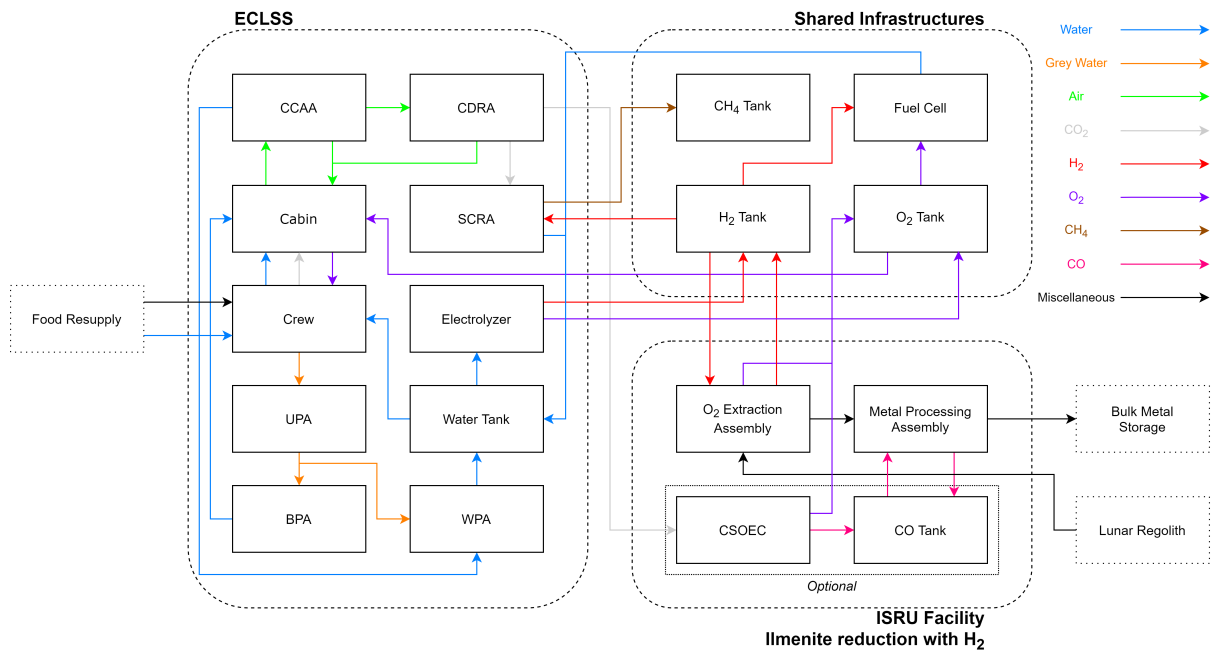 ECLSS
Shared Infrastructures
Water
Grey Water
Air
CO₂
H₂
O₂
CH₄
CO
Miscellaneous
CCAA
CDRA
CH₄ Tank
Fuel Cell
Cabin
SCRA
H₂ Tank
O₂ Tank
Food Resupply
Crew
Electrolyzer
UPA
Water Tank
O₂ Extraction
Assembly
Metal Processing
Assembly
Bulk Metal
Storage
BPA
WPA
CSOEC
CO Tank
Lunar Regolith
Optional
ISRU Facility
Ilmenite reduction with H₂